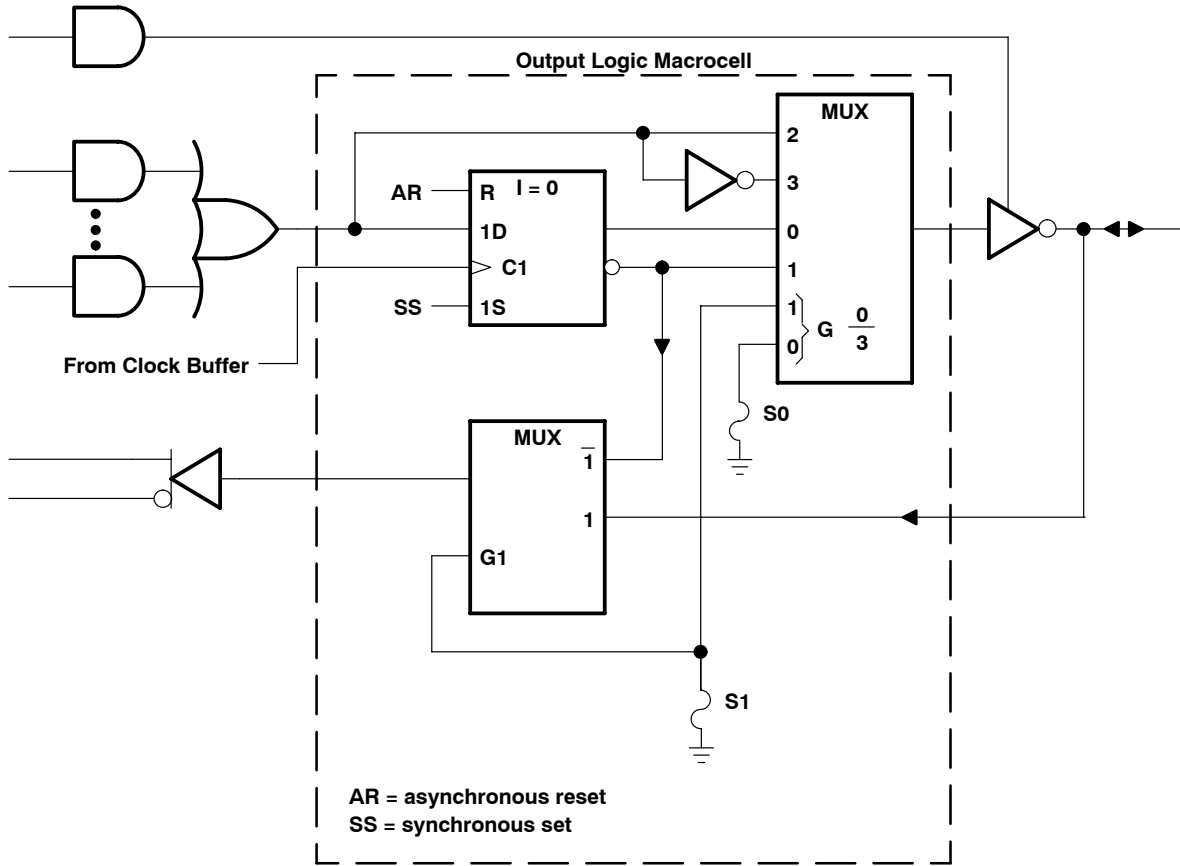 Output Logic Macrocell
MUX
2
3
0
1
1
0
G 0
3
AR
R
I = 0
1D
C1
SS
1S
From Clock Buffer
S0
MUX
1̅
1
G1
S1
AR = asynchronous reset
SS = synchronous set